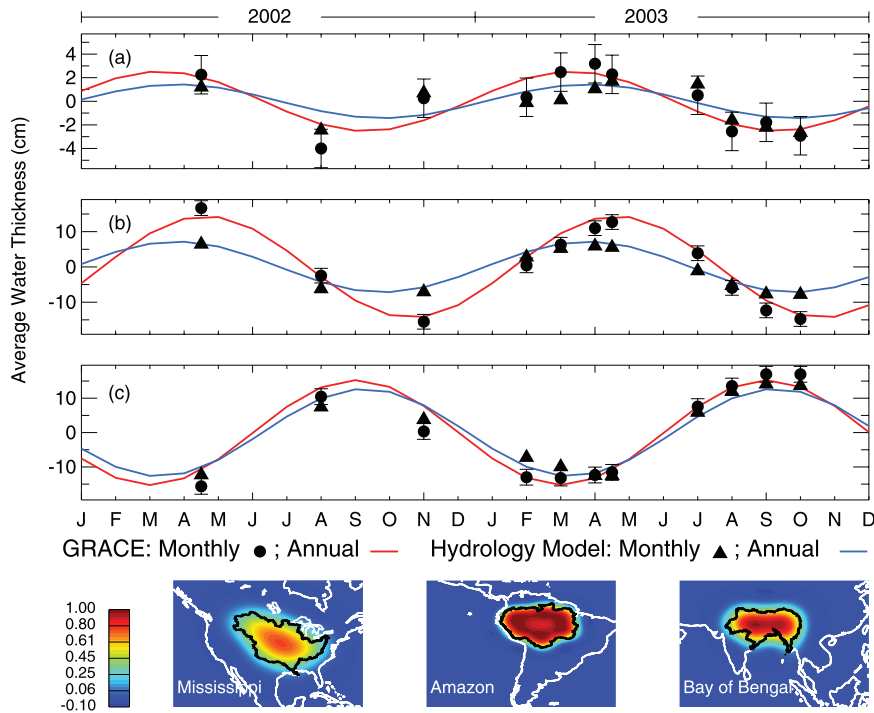 2002 2003
(a)
4
2
0
-2
-4
(b)
10
0
-10
(c)
10
0
-10
Average Water Thickness (cm)
J F M A M J J A S O N D J F M A M J J A S O N D
GRACE: Monthly ● ; Annual — Hydrology Model: Monthly ▲ ; Annual —
1.00
0.80
0.61
0.45
0.25
0.06
-0.10
Mississippi
Amazon
Bay of Bengal